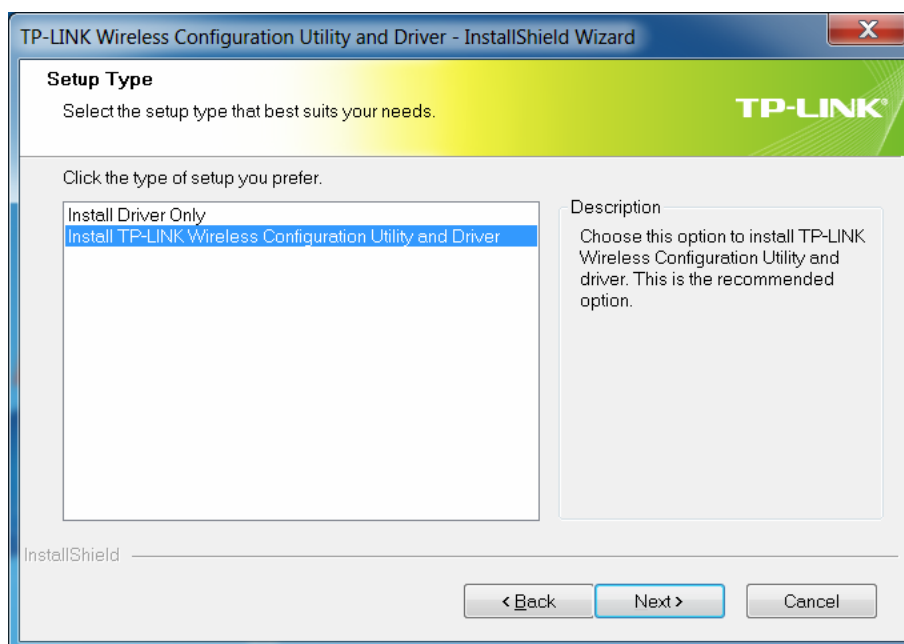 TP-LINK Wireless Configuration Utility and Driver - InstallShield Wizard
Setup Type
Select the setup type that best suits your needs.
TP-LINK®
Click the type of setup you prefer.
Install Driver Only
Install TP-LINK Wireless Configuration Utility and Driver
Description
Choose this option to install TP-LINK
Wireless Configuration Utility and
driver. This is the recommended
option.
InstallShield
< Back
Next >
Cancel